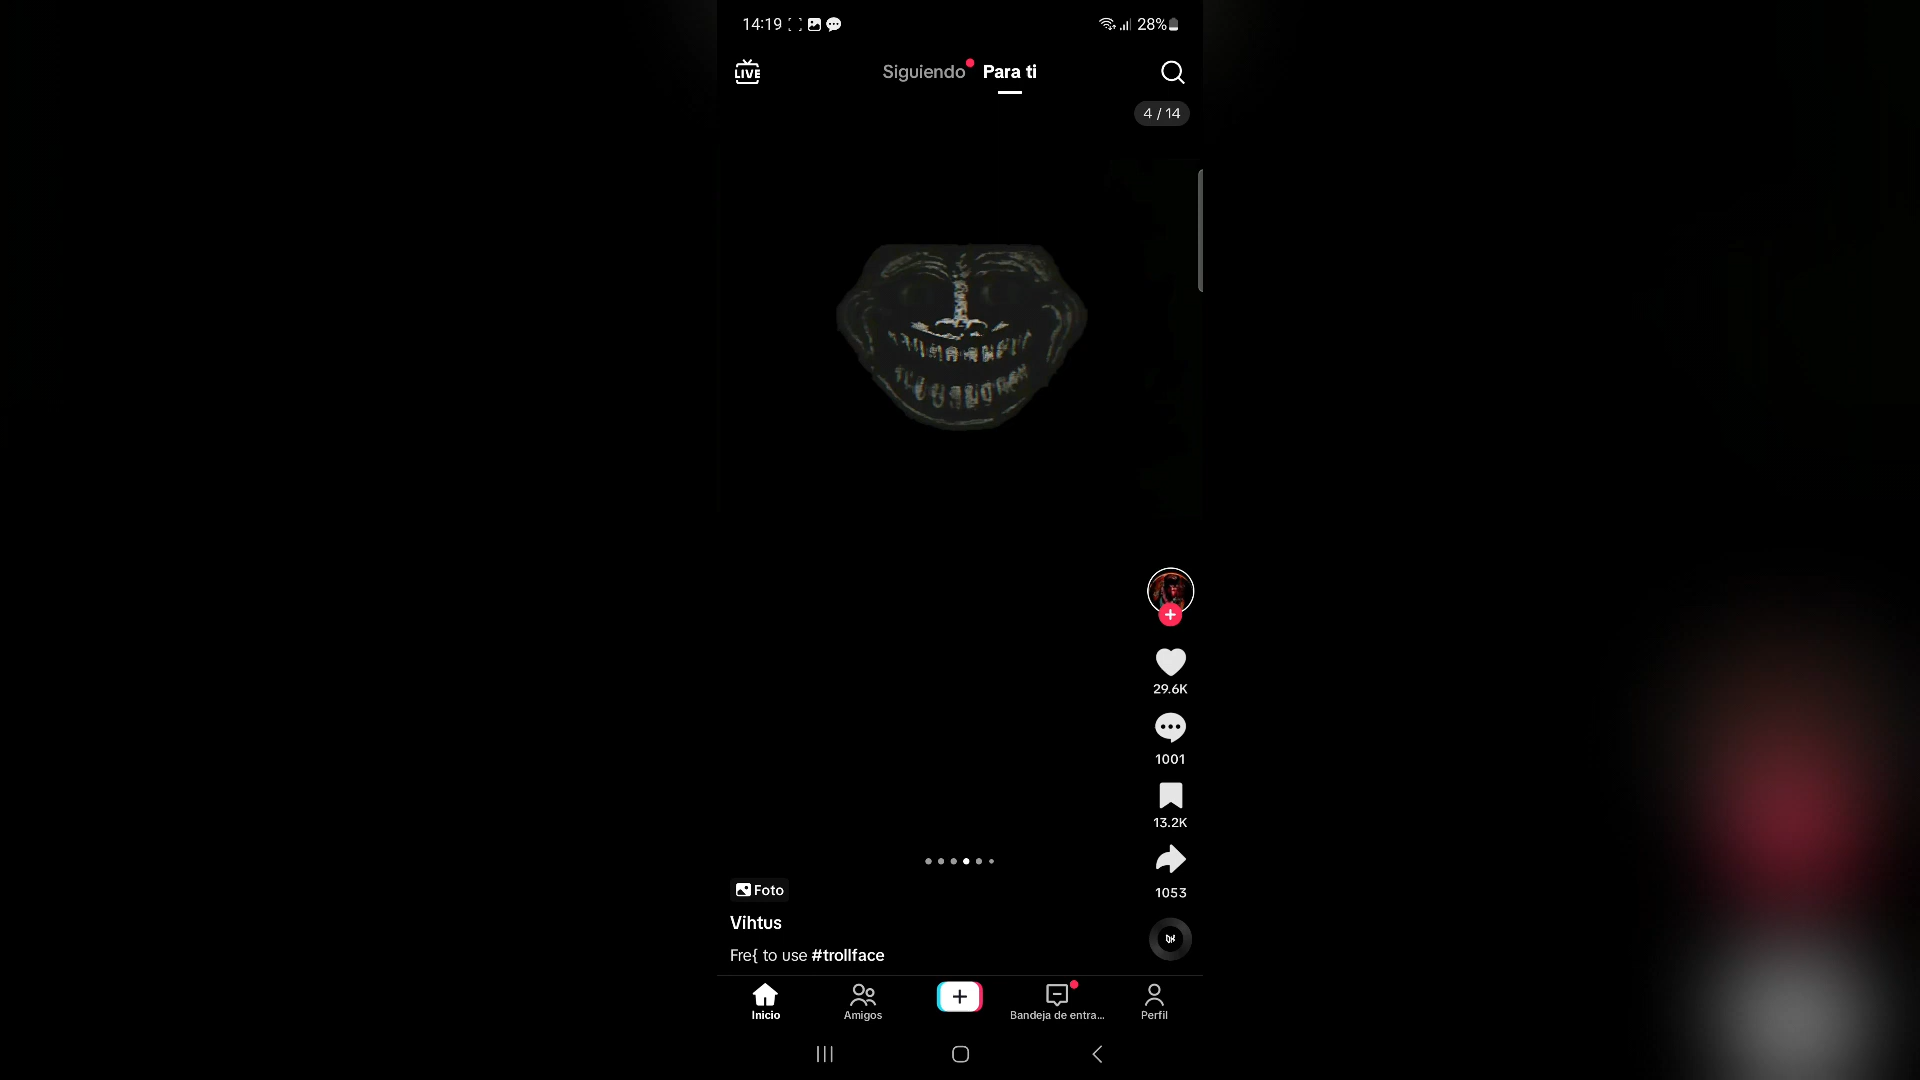 14:19
28%
LIVE
Siguiendo
Para ti
4 / 14
29.6K
1001
13.2K
1053
Foto
Vihtus
Fre{ to use #trollface
Inicio
Amigos
Bandeja de entra...
Perfil